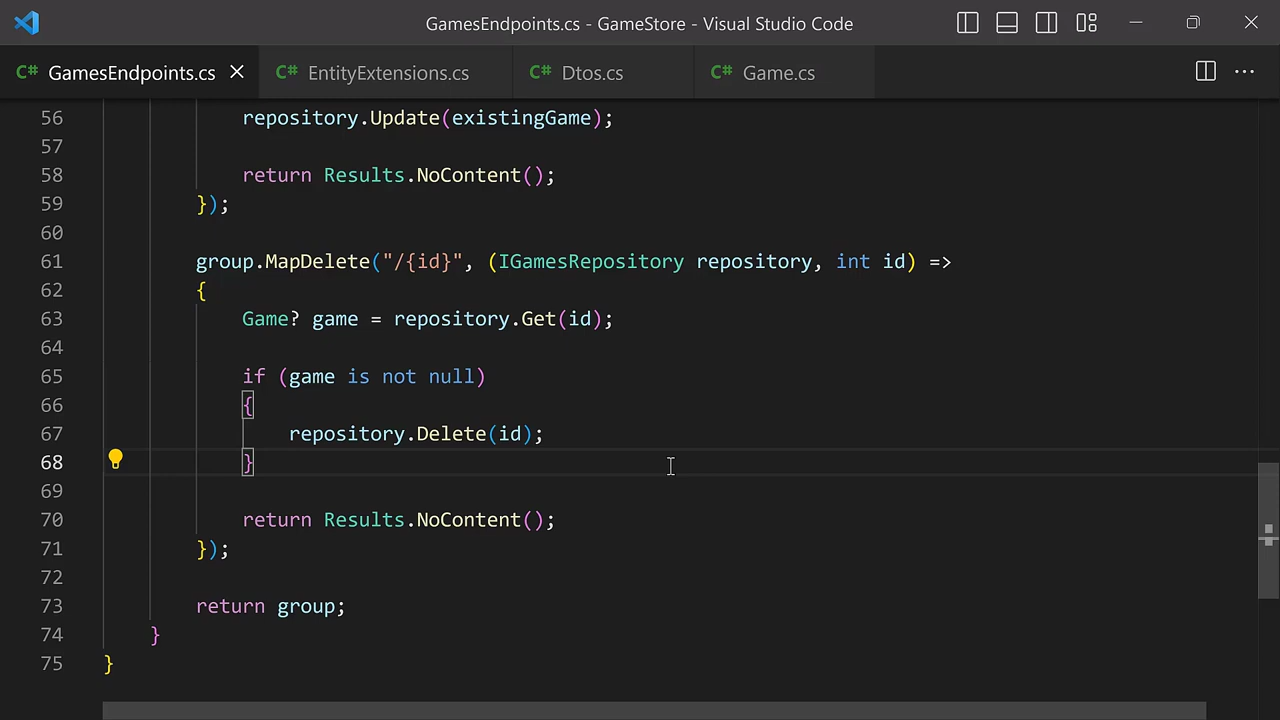 GamesEndpoints.cs - GameStore - Visual Studio Code
C# GamesEndpoints.cs C# EntityExtensions.cs C# Dtos.cs C# Game.cs
56 repository.Update(existingGame);
57
58 return Results.NoContent();
59 });
60
61 group.MapDelete("/{id}", (IGamesRepository repository, int id) =>
62 {
63 Game? game = repository.Get(id);
64
65 if (game is not null)
66 {
67 repository.Delete(id);
68 }
69
70 return Results.NoContent();
71 });
72
73 return group;
74 }
75 }